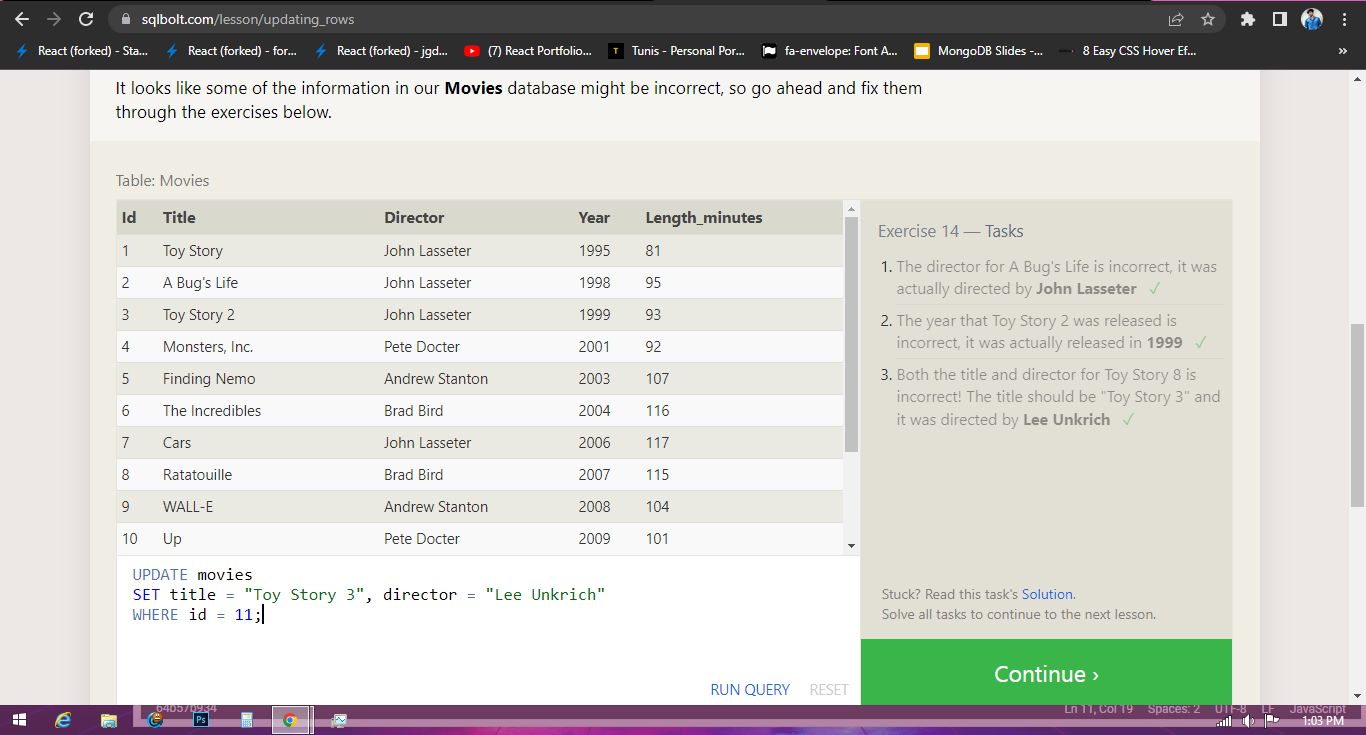 sqlbolt.com/lesson/updating_rows
React (forked) - Sta... React (forked) - for... React (forked) - jgd... (7) React Portfolio... T Tunis - Personal Por... fa-envelope: Font A... MongoDB Slides -... 8 Easy CSS Hover Ef... »
It looks like some of the information in our Movies database might be incorrect, so go ahead and fix them
through the exercises below.
Table: Movies
Id Title Director Year Length_minutes
1 Toy Story John Lasseter 1995 81
2 A Bug's Life John Lasseter 1998 95
3 Toy Story 2 John Lasseter 1999 93
4 Monsters, Inc. Pete Docter 2001 92
5 Finding Nemo Andrew Stanton 2003 107
6 The Incredibles Brad Bird 2004 116
7 Cars John Lasseter 2006 117
8 Ratatouille Brad Bird 2007 115
9 WALL-E Andrew Stanton 2008 104
10 Up Pete Docter 2009 101
UPDATE movies
SET title = "Toy Story 3", director = "Lee Unkrich"
WHERE id = 11;
RUN QUERY RESET
Exercise 14 — Tasks
1. The director for A Bug's Life is incorrect, it was
actually directed by John Lasseter ✓
2. The year that Toy Story 2 was released is
incorrect, it was actually released in 1999 ✓
3. Both the title and director for Toy Story 8 is
incorrect! The title should be "Toy Story 3" and
it was directed by Lee Unkrich ✓
Stuck? Read this task's Solution.
Solve all tasks to continue to the next lesson.
Continue ›
64b57b934 Ln 11, Col 19 Spaces: 2 UTF-8 LF JavaScript
Ps 1:03 PM